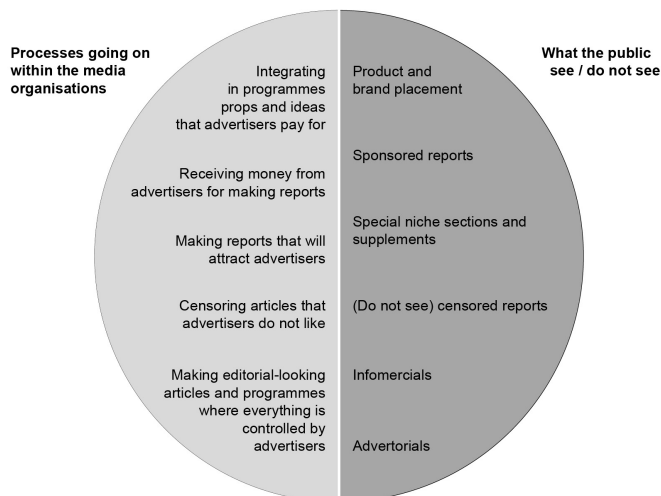 Processes going on
within the media
organisations
What the public
see / do not see
Integrating
in programmes
props and ideas
that advertisers pay for
Product and
brand placement
Receiving money from
advertisers for making reports
Sponsored reports
Making reports that will
attract advertisers
Special niche sections and
supplements
Censoring articles that
advertisers do not like
(Do not see) censored reports
Making editorial-looking
articles and programmes
where everything is
controlled by
advertisers
Infomercials
Advertorials